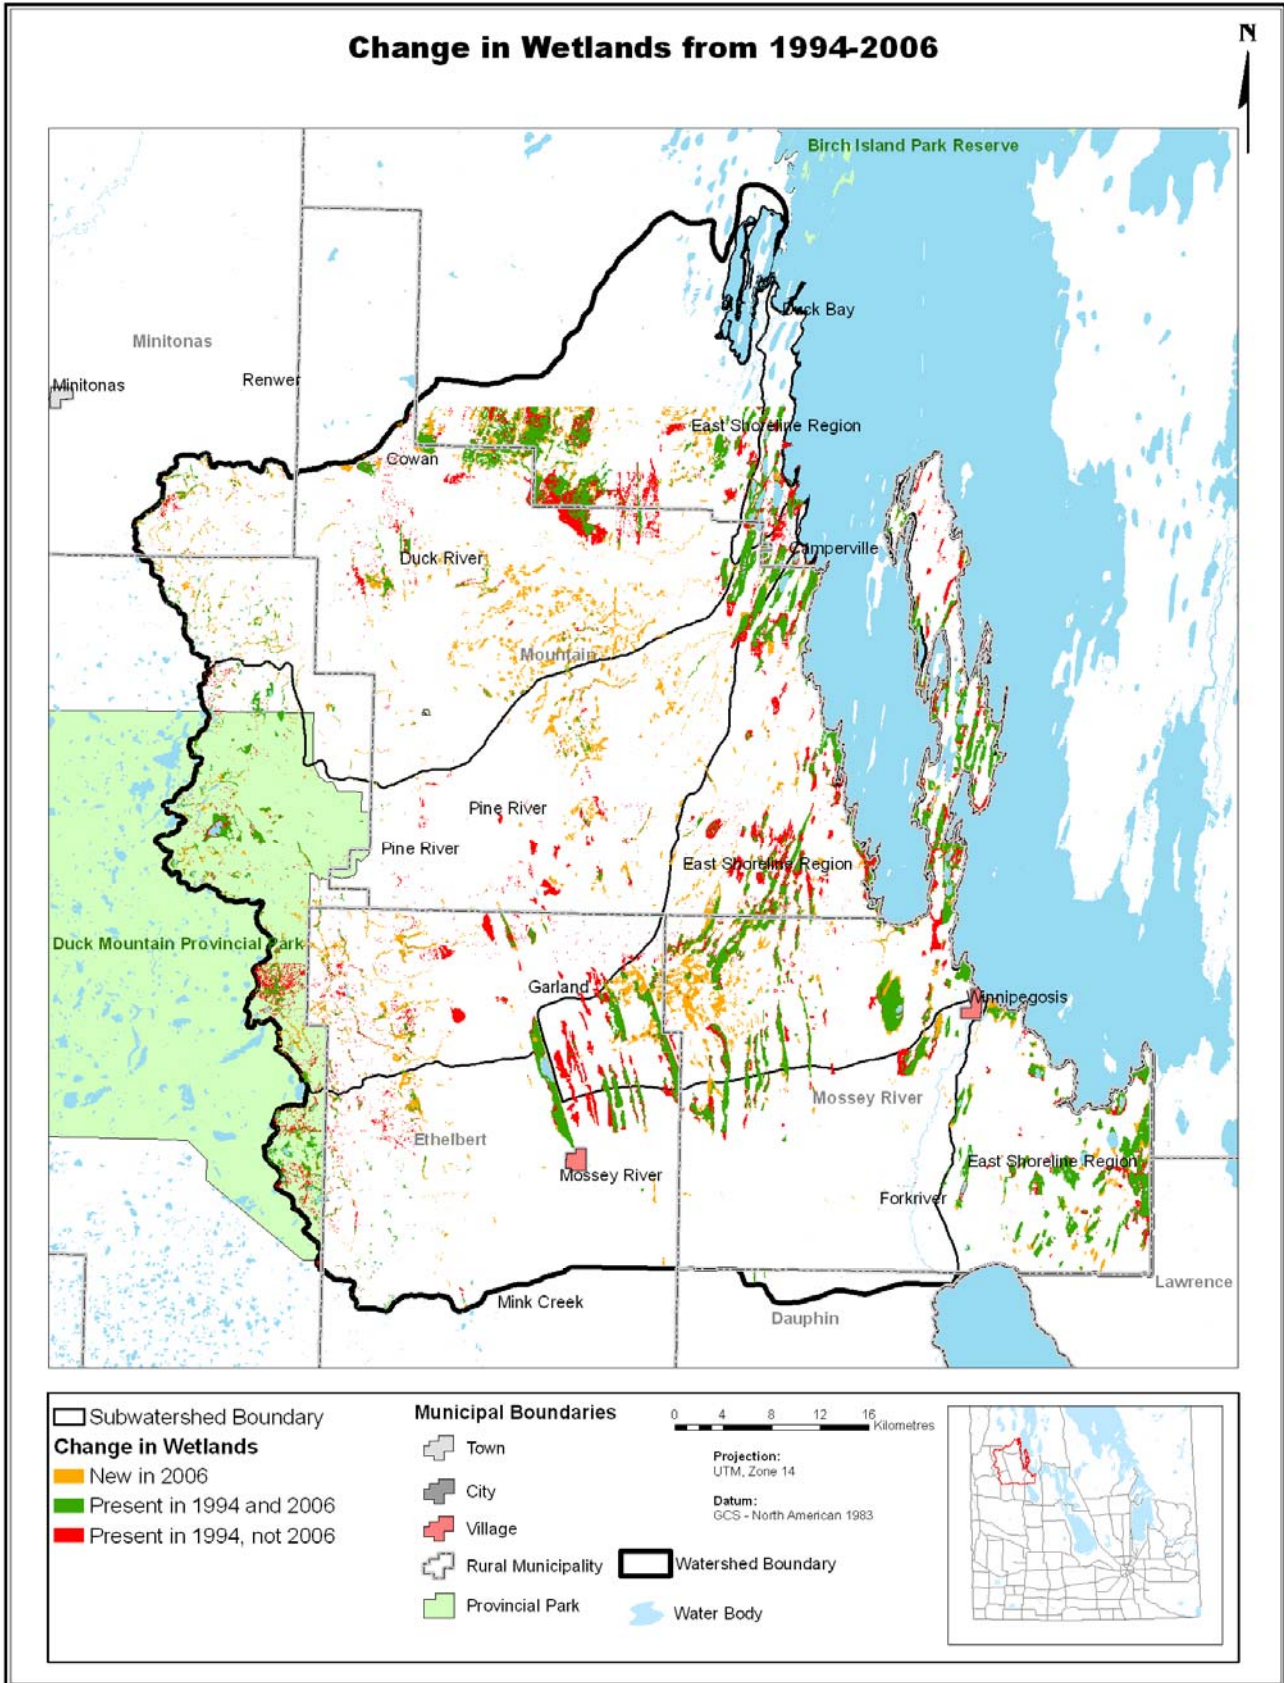 Change in Wetlands from 1994-2006
N
Birch Island Park Reserve
Duck Bay
Minitonas
Renwer
Minitonas
East Shoreline Region
Cowan
Camperville
Duck River
Mountain
Pine River
Pine River
East Shoreline Region
Duck Mountain Provincial Park
Garland
Winnipegosis
Mossey River
Ethelbert
East Shoreline Region
Mossey River
Forkriver
Lawrence
Mink Creek
Dauphin
Subwatershed Boundary
Change in Wetlands
New in 2006
Present in 1994 and 2006
Present in 1994, not 2006
Municipal Boundaries
Town
City
Village
Rural Municipality
Provincial Park
0 4 8 12 16
Kilometres
Projection:
UTM, Zone 14
Datum:
GCS - North American 1983
Watershed Boundary
Water Body